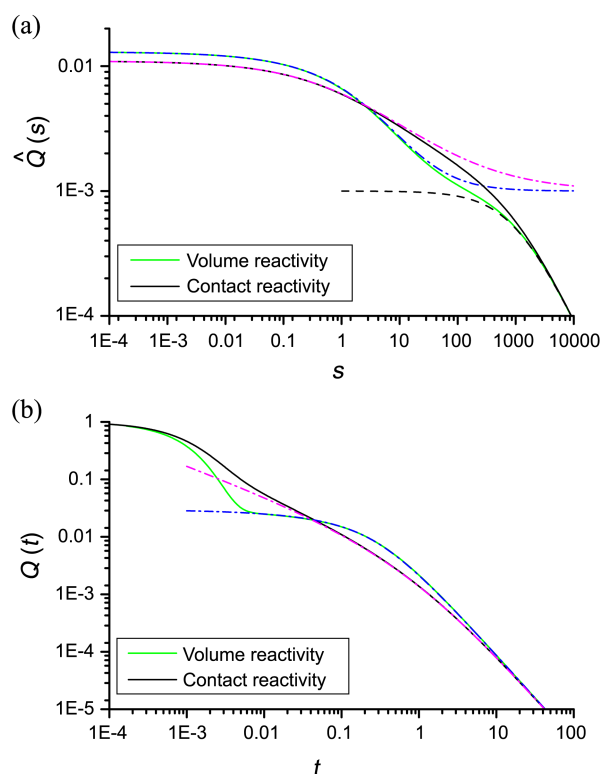 (a)
0.01
1E-3
1E-4
Q̂ (s)
Volume reactivity
Contact reactivity
1E-4 1E-3 0.01 0.1 1 10 100 1000 10000
s
(b)
1
0.1
0.01
1E-3
1E-4
1E-5
Q (t)
Volume reactivity
Contact reactivity
1E-4 1E-3 0.01 0.1 1 10 100
t